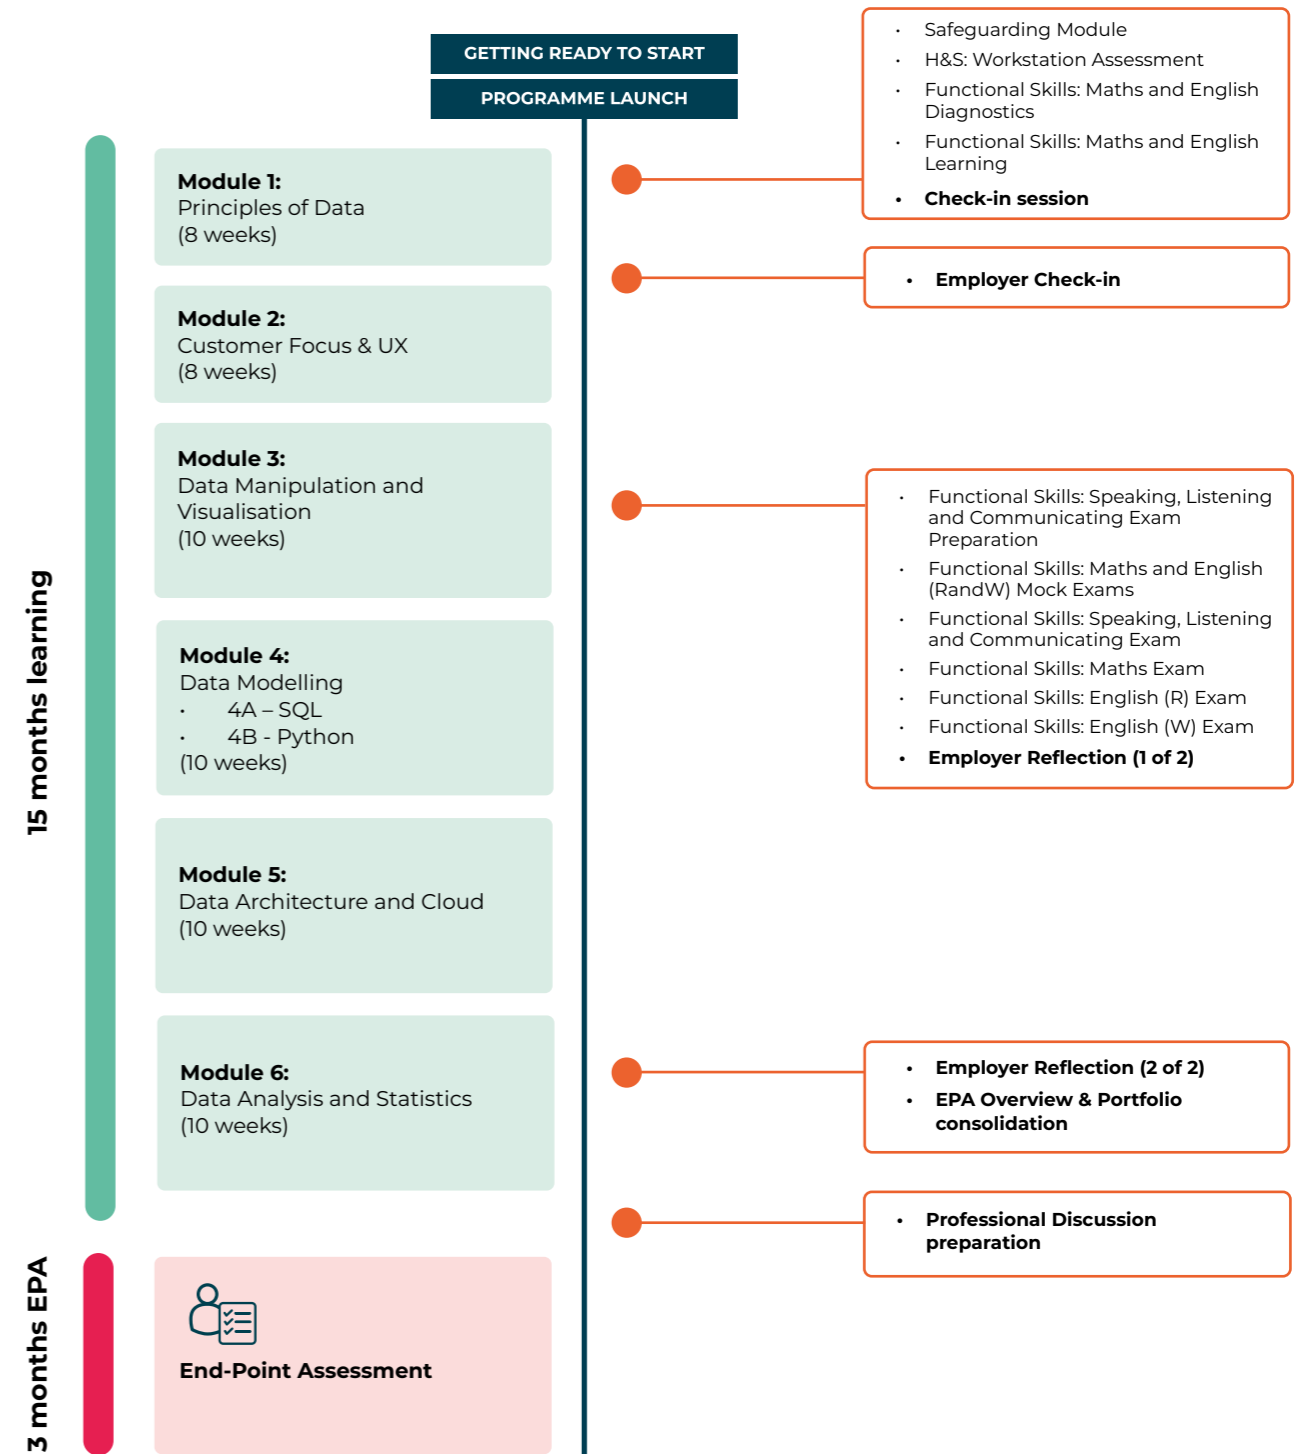 GETTING READY TO START
PROGRAMME LAUNCH
15 months learning
Module 1:
Principles of Data
(8 weeks)
• Safeguarding Module
• H&S: Workstation Assessment
• Functional Skills: Maths and English
Diagnostics
• Functional Skills: Maths and English
Learning
• Check-in session
• Employer Check-in
Module 2:
Customer Focus & UX
(8 weeks)
Module 3:
Data Manipulation and
Visualisation
(10 weeks)
• Functional Skills: Speaking, Listening
and Communicating Exam
Preparation
• Functional Skills: Maths and English
(RandW) Mock Exams
• Functional Skills: Speaking, Listening
and Communicating Exam
• Functional Skills: Maths Exam
• Functional Skills: English (R) Exam
• Functional Skills: English (W) Exam
• Employer Reflection (1 of 2)
Module 4:
Data Modelling
• 4A – SQL
• 4B - Python
(10 weeks)
Module 5:
Data Architecture and Cloud
(10 weeks)
Module 6:
Data Analysis and Statistics
(10 weeks)
• Employer Reflection (2 of 2)
• EPA Overview & Portfolio
consolidation
• Professional Discussion
preparation
3 months EPA
End-Point Assessment